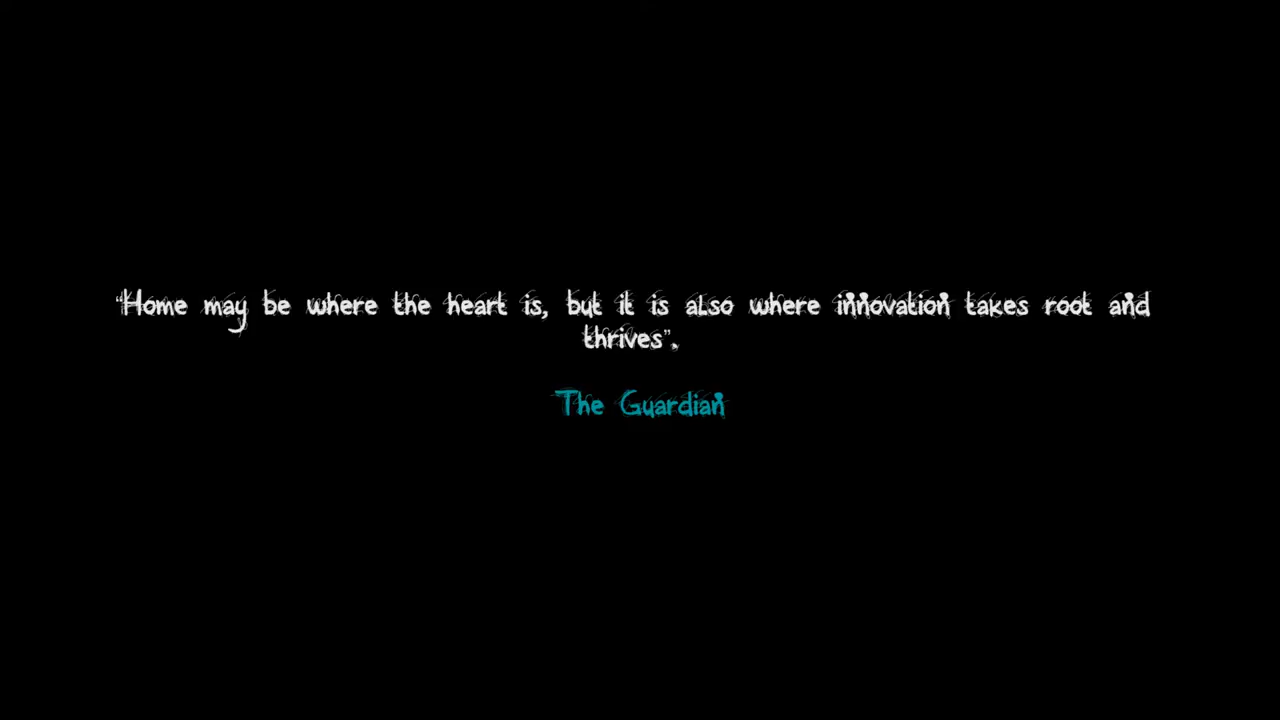 “Home may be where the heart is, but it is also where innovation takes root and
thrives”.
The Guardian